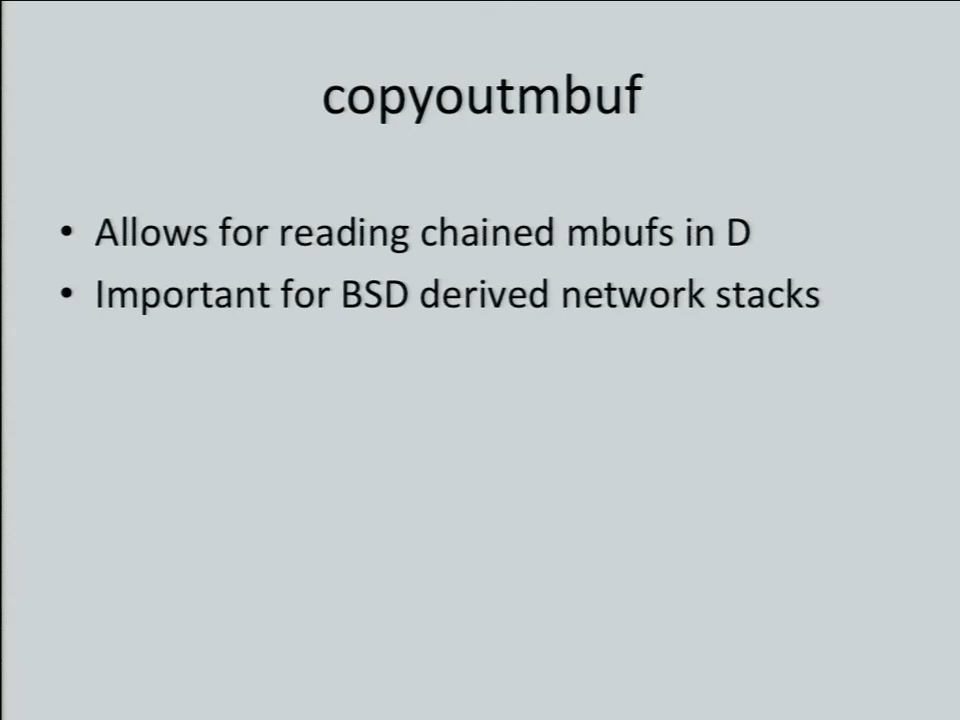 copyoutmbuf
• Allows for reading chained mbufs in D
• Important for BSD derived network stacks